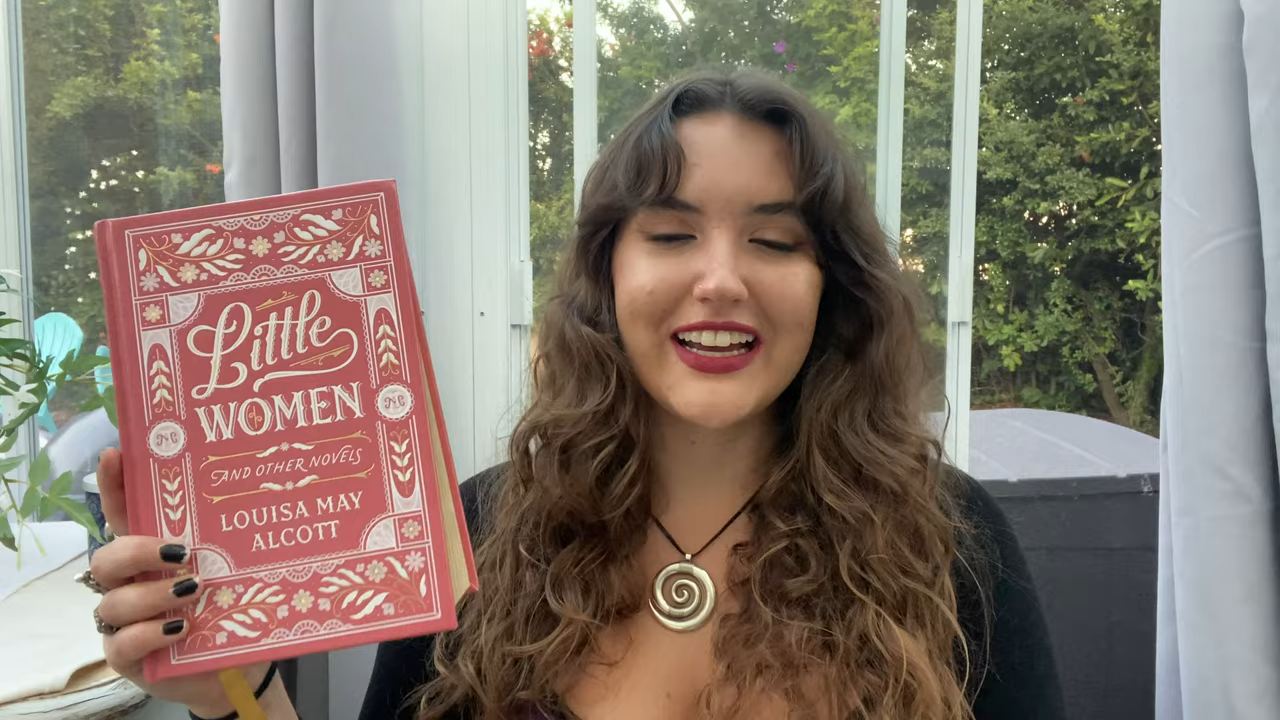 Little
WOMEN
AND OTHER NOVELS
LOUISA MAY
ALCOTT